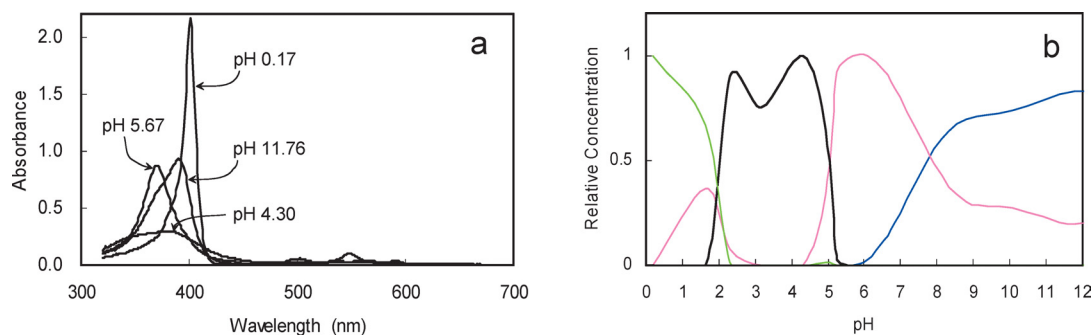 a
Absorbance
2.0
1.5
1.0
0.5
0.0
pH 0.17
pH 5.67
pH 11.76
pH 4.30
300 400 500 600 700
Wavelength (nm)
b
Relative Concentration
1
0.5
0
0 1 2 3 4 5 6 7 8 9 10 11 12
pH